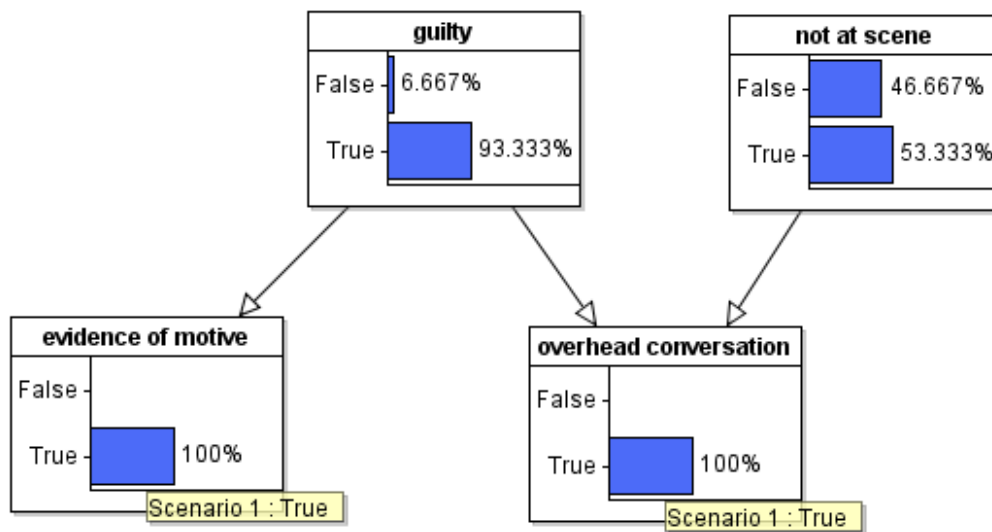 guilty
False
6.667%
True
93.333%
not at scene
False
46.667%
True
53.333%
evidence of motive
False
True
100%
Scenario 1 : True
overhead conversation
False
True
100%
Scenario 1 : True